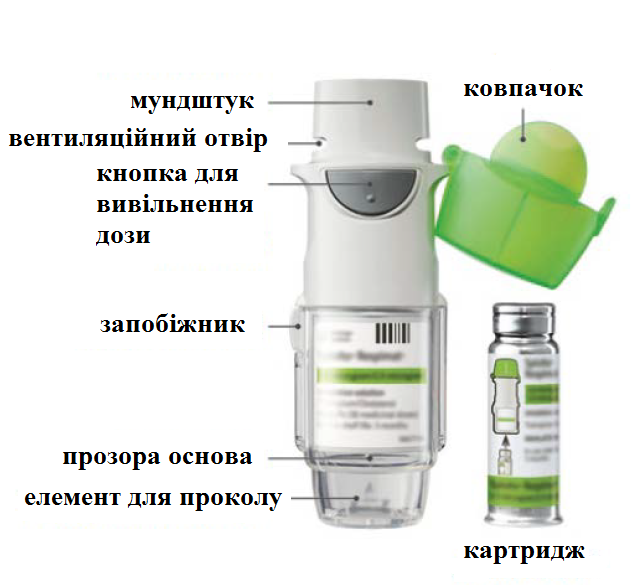 мундштук
ковпачок
вентиляційний отвір
кнопка для
вивільнення
дози
запобіжник
прозора основа
елемент для проколу
картридж